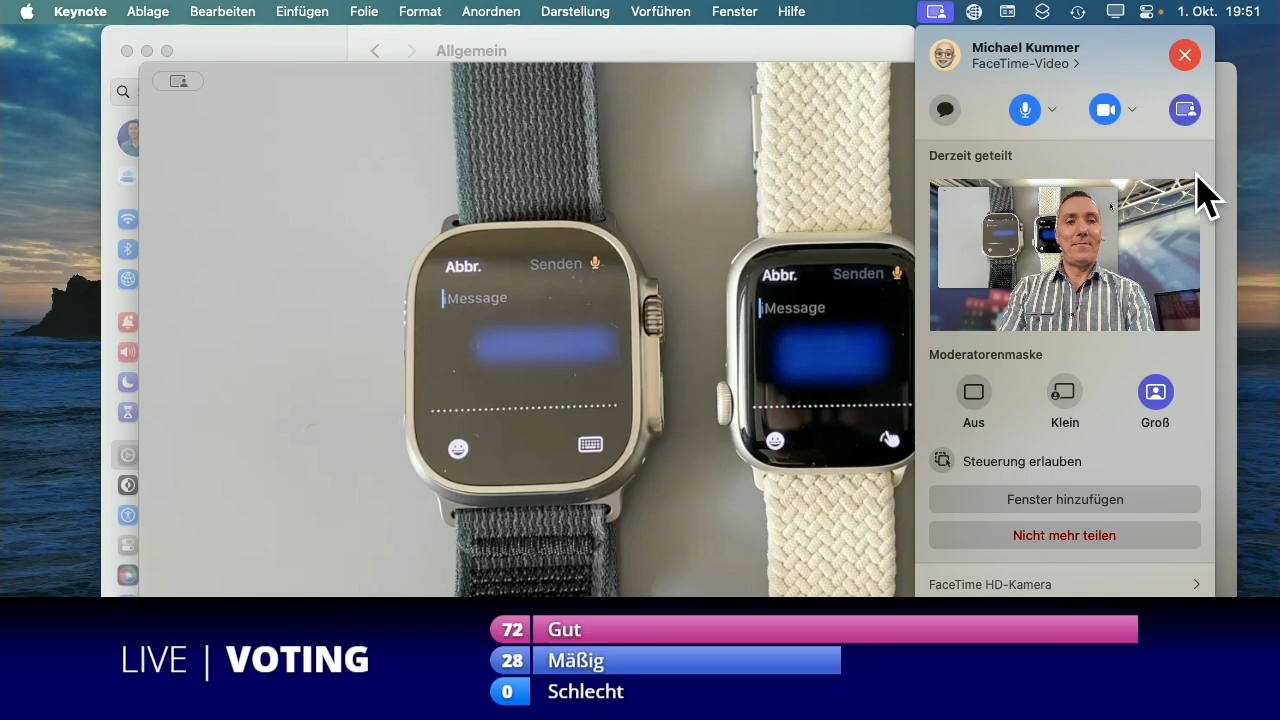 Keynote Ablage Bearbeiten Einfügen Folie Format Anordnen Darstellung Vorführen Fenster Hilfe 1. Okt. 19:51
Allgemein
Michael Kummer
FaceTime-Video >
Derzeit geteilt
Abbr. Senden
iMessage
Abbr. Senden
iMessage
Moderatorenmaske
Aus Klein Groß
Steuerung erlauben
Fenster hinzufügen
Nicht mehr teilen
FaceTime HD-Kamera >
LIVE | VOTING
72 Gut
28 Mäßig
0 Schlecht